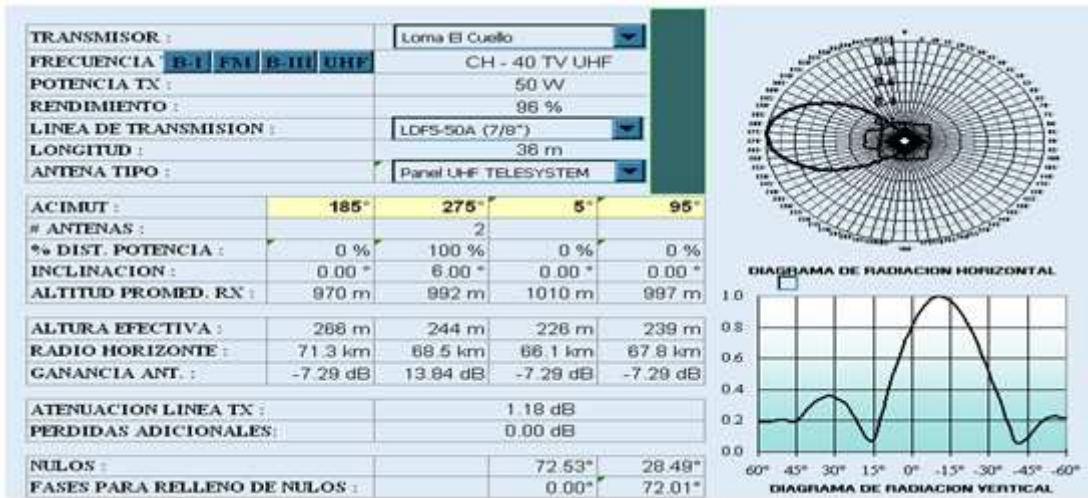 TRANSMISOR : Loma El Cuello
FRECUENCIA B-I FM B-III UHF CH - 40 TV UHF
POTENCIA TX : 50 W
RENDIMIENTO : 96 %
LINEA DE TRANSMISION : LDF5-50A (7/8")
LONGITUD : 36 m
ANTENA TIPO : Panel UHF TELESYSTEM
ACIMUT : 185° 275° 5° 95°
# ANTENAS : 2
% DIST. POTENCIA : 0 % 100 % 0 % 0 %
INCLINACION : 0.00 ° 6.00 ° 0.00 ° 0.00 °
ALTITUD PROMED. RX : 970 m 992 m 1010 m 997 m
ALTURA EFECTIVA : 266 m 244 m 226 m 239 m
RADIO HORIZONTE : 71.3 km 68.5 km 66.1 km 67.8 km
GANANCIA ANT. : -7.29 dB 13.84 dB -7.29 dB -7.29 dB
ATENUACION LINEA TX : 1.18 dB
PERDIDAS ADICIONALES: 0.00 dB
NULOS : 72.53° 28.49°
FASES PARA RELLENO DE NULOS : 0.00° 72.01°
DIAGRAMA DE RADIACION HORIZONTAL
1.0
0.8
0.6
0.4
0.2
0.0
60° 45° 30° 15° 0° -15° -30° -45° -60°
DIAGRAMA DE RADIACION VERTICAL